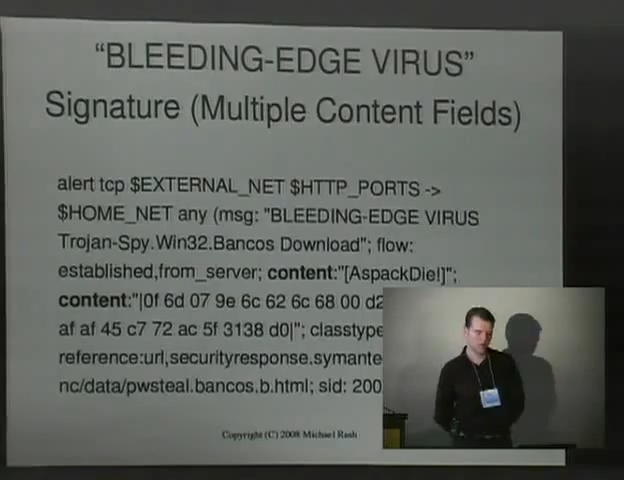 “BLEEDING-EDGE VIRUS”
Signature (Multiple Content Fields)
alert tcp $EXTERNAL_NET $HTTP_PORTS ->
$HOME_NET any (msg: "BLEEDING-EDGE VIRUS
Trojan-Spy.Win32.Bancos Download"; flow:
established,from_server; content:"[AspackDie!]";
content:"|0f 6d 07 9e 6c 62 6c 68 00 d2
af af 45 c7 72 ac 5f 3138 d0|"; classtype
reference:url,securityresponse.symante
nc/data/pwsteal.bancos.b.html; sid: 200
Copyright (C) 2008 Michael Rash